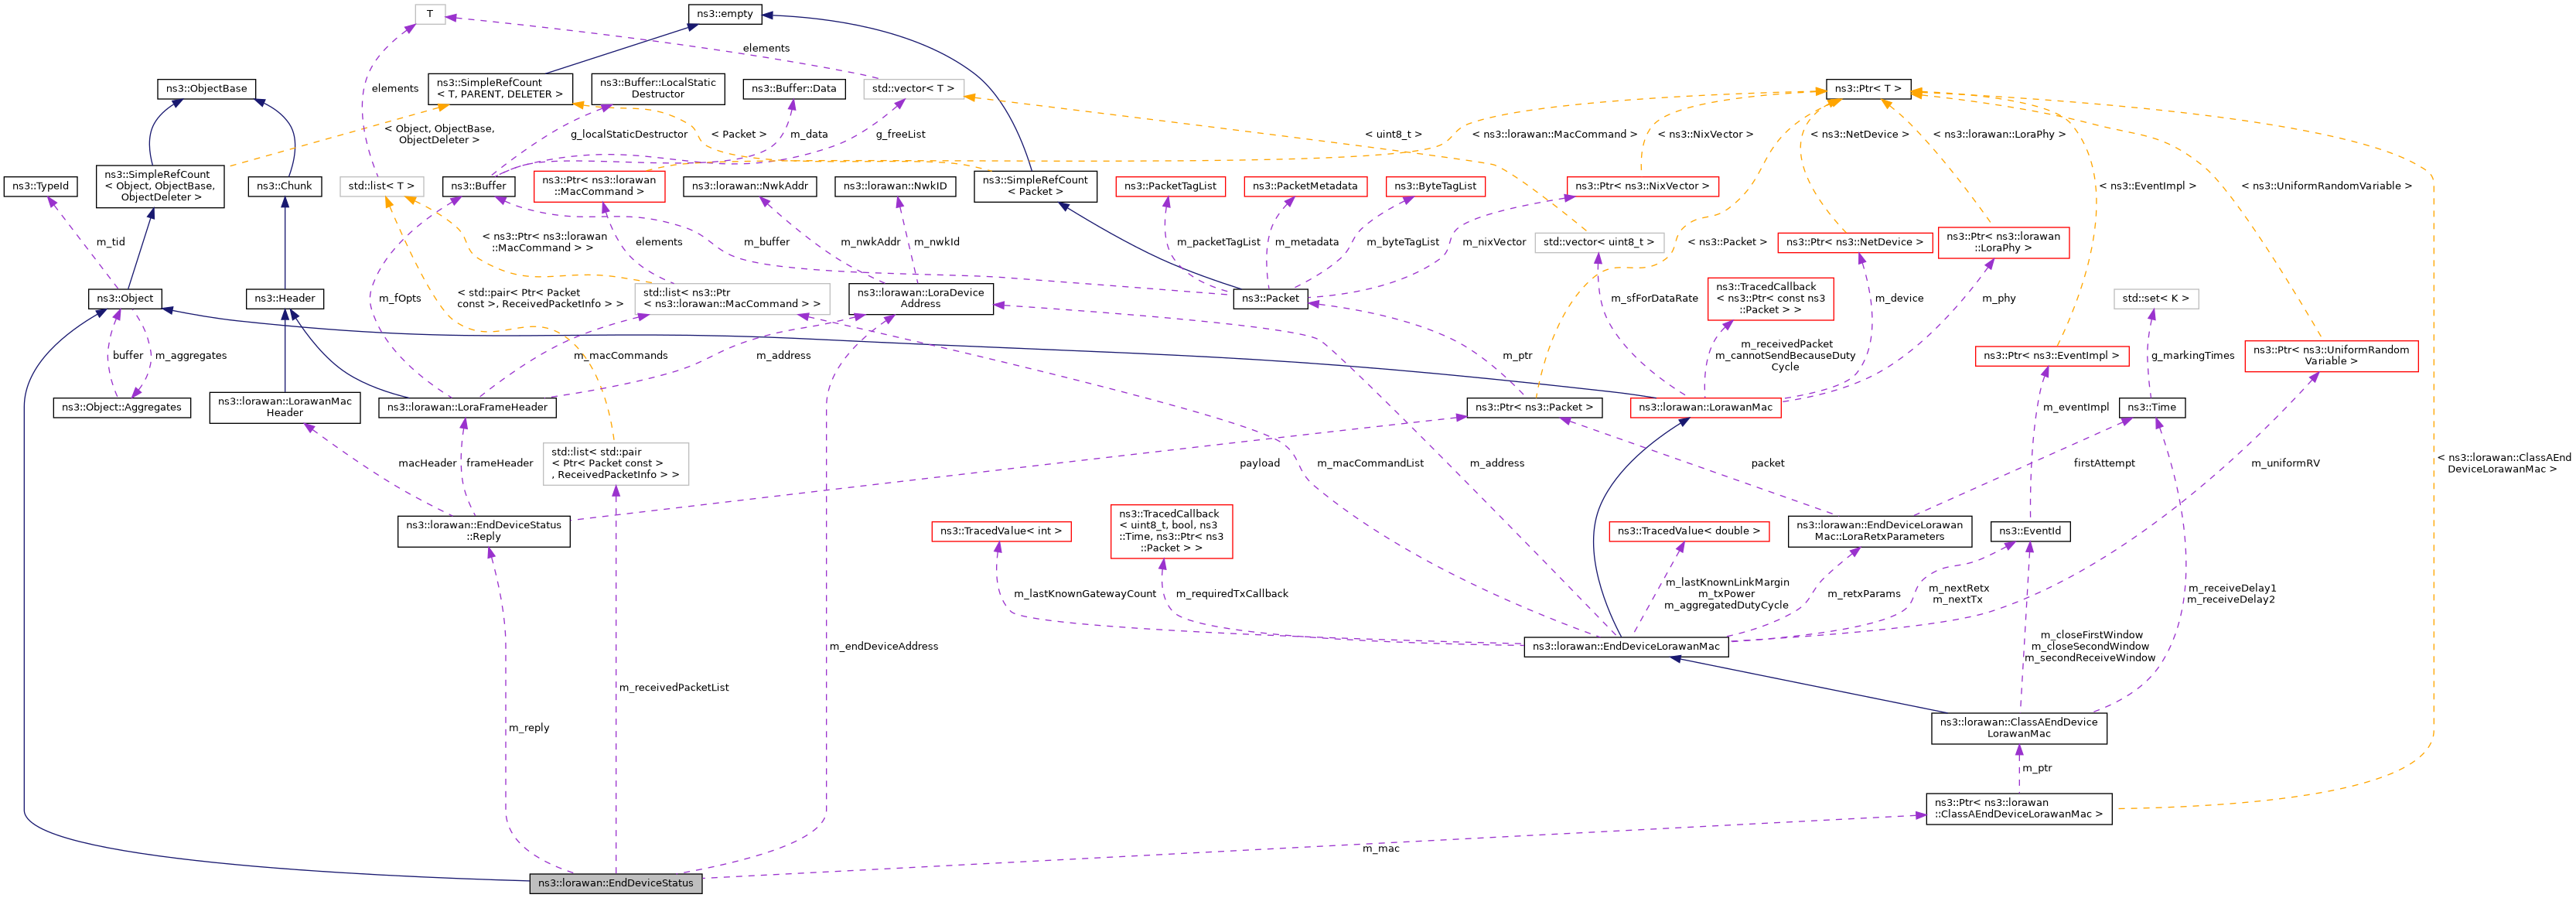 T
ns3::empty
elements
ns3::ObjectBase
ns3::SimpleRefCount
< T, PARENT, DELETER >
ns3::Buffer::LocalStatic
Destructor
ns3::Buffer::Data
std::vector< T >
ns3::Ptr< T >
elements
< Object, ObjectBase,
ObjectDeleter >
g_localStaticDestructor
< Packet >
m_data
g_freeList
< uint8_t >
< ns3::lorawan::MacCommand >
< ns3::NixVector >
< ns3::NetDevice >
< ns3::lorawan::LoraPhy >
ns3::TypeId
ns3::SimpleRefCount
< Object, ObjectBase,
ObjectDeleter >
ns3::Chunk
std::list< T >
ns3::Buffer
ns3::Ptr< ns3::lorawan
::MacCommand >
ns3::lorawan::NwkAddr
ns3::lorawan::NwkID
ns3::SimpleRefCount
< Packet >
ns3::PacketTagList
ns3::PacketMetadata
ns3::ByteTagList
ns3::Ptr< ns3::NixVector >
< ns3::EventImpl >
< ns3::UniformRandomVariable >
m_tid
< ns3::Ptr< ns3::lorawan
::MacCommand > >
elements
m_buffer
m_nwkAddr
m_nwkId
m_packetTagList
m_metadata
m_byteTagList
m_nixVector
std::vector< uint8_t >
< ns3::Packet >
ns3::Ptr< ns3::NetDevice >
ns3::Ptr< ns3::lorawan
::LoraPhy >
ns3::Object
ns3::Header
m_fOpts
< std::pair< Ptr< Packet
const >, ReceivedPacketInfo > >
std::list< ns3::Ptr
< ns3::lorawan::MacCommand > >
ns3::lorawan::LoraDevice
Address
ns3::Packet
m_sfForDataRate
ns3::TracedCallback
< ns3::Ptr< const ns3
::Packet > >
m_device
m_phy
std::set< K >
buffer
m_aggregates
m_macCommands
m_address
m_ptr
m_receivedPacket
m_cannotSendBecauseDuty
Cycle
ns3::Ptr< ns3::EventImpl >
g_markingTimes
ns3::Ptr< ns3::UniformRandom
Variable >
ns3::Object::Aggregates
ns3::lorawan::LorawanMac
Header
ns3::lorawan::LoraFrameHeader
ns3::Ptr< ns3::Packet >
ns3::lorawan::LorawanMac
m_eventImpl
ns3::Time
macHeader
frameHeader
std::list< std::pair
< Ptr< Packet const >
, ReceivedPacketInfo > >
payload
m_macCommandList
m_address
packet
firstAttempt
m_uniformRV
< ns3::lorawan::ClassAEnd
DeviceLorawanMac >
ns3::lorawan::EndDeviceStatus
::Reply
ns3::TracedValue< int >
ns3::TracedCallback
< uint8_t, bool, ns3
::Time, ns3::Ptr< ns3
::Packet > >
ns3::TracedValue< double >
ns3::lorawan::EndDeviceLorawan
Mac::LoraRetxParameters
ns3::EventId
m_lastKnownGatewayCount
m_requiredTxCallback
m_lastKnownLinkMargin
m_txPower
m_aggregatedDutyCycle
m_retxParams
m_nextRetx
m_nextTx
m_receiveDelay1
m_receiveDelay2
m_endDeviceAddress
ns3::lorawan::EndDeviceLorawanMac
m_closeFirstWindow
m_closeSecondWindow
m_secondReceiveWindow
m_receivedPacketList
m_reply
ns3::lorawan::ClassAEndDevice
LorawanMac
m_ptr
ns3::Ptr< ns3::lorawan
::ClassAEndDeviceLorawanMac >
m_mac
ns3::lorawan::EndDeviceStatus